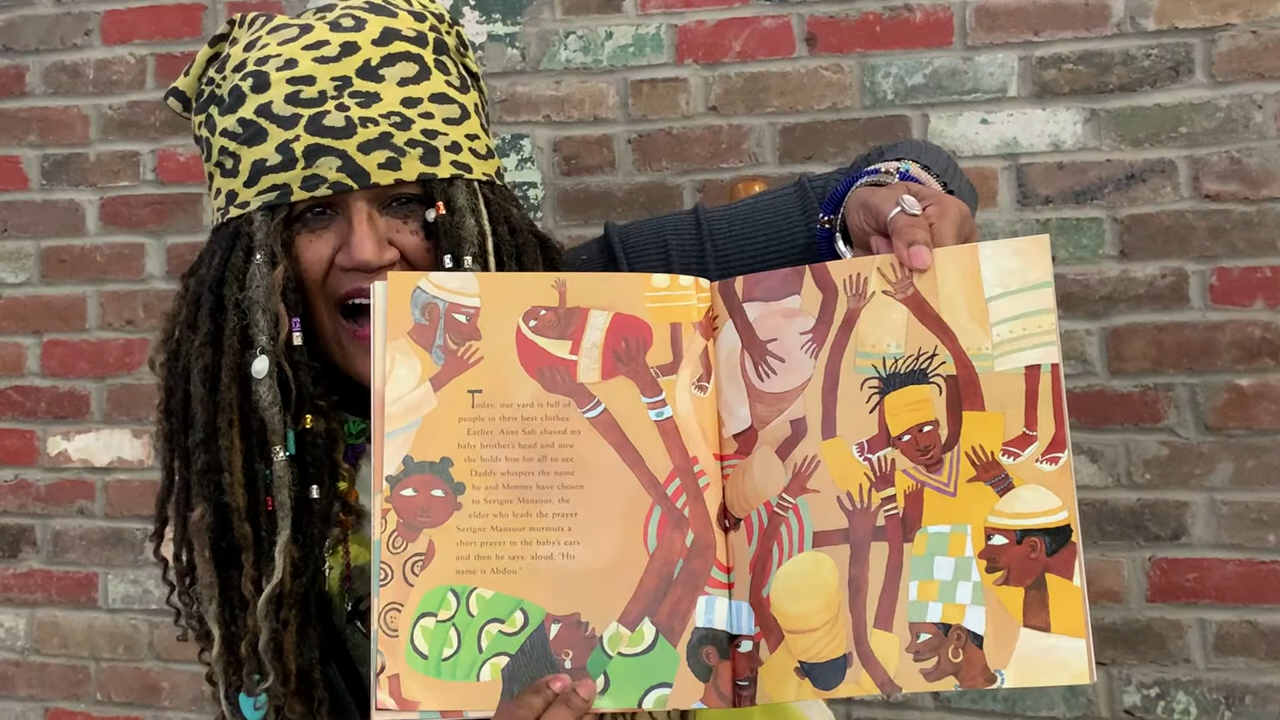 Today, our yard is full of
people in their best clothes.
Earlier, Aunt Safi shaved my
baby brother's head and now
she holds him for all to see.
Daddy whispers the name
he and Mommy have chosen
to Serigne Mansour, the
elder who leads the prayer.
Serigne Mansour murmurs a
short prayer in the baby's ears
and then he says, aloud, "His
name is Abdou."